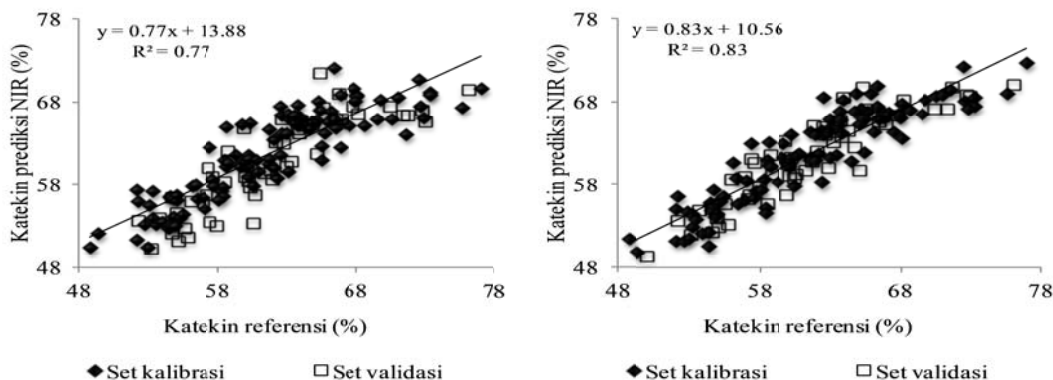 78
y = 0.77x + 13.88
R² = 0.77
68
58
48
48 58 68 78
Katekin prediksi NIR (%)
Katekin referensi (%)
◆ Set kalibrasi □ Set validasi
78
y = 0.83x + 10.56
R² = 0.83
68
58
48
48 58 68 78
Katekin prediksi NIR (%)
Katekin referensi (%)
◆ Set kalibrasi □ Set validasi